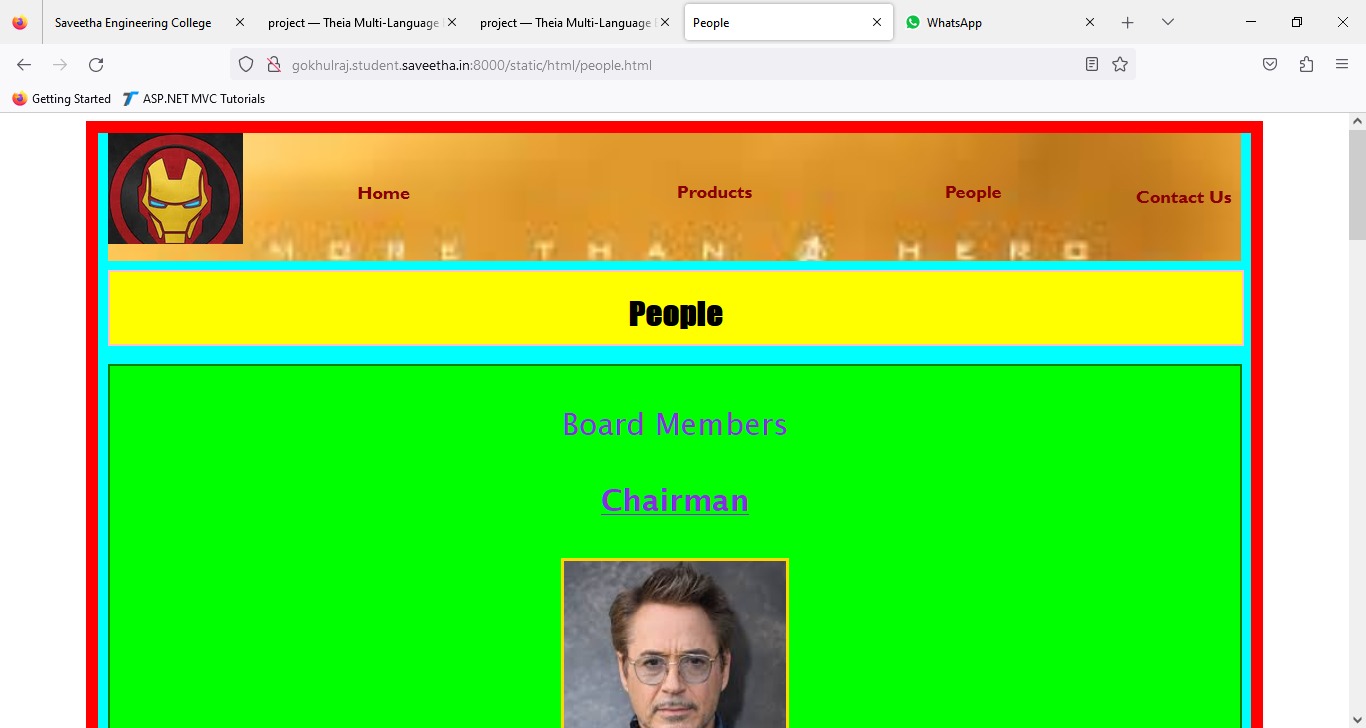 Saveetha Engineering College
project — Theia Multi-Language
project — Theia Multi-Language
People
WhatsApp
gokhulraj.student.saveetha.in:8000/static/html/people.html
Getting Started
ASP.NET MVC Tutorials
Home
Products
People
Contact Us
MORE THAN A HERO
People
Board Members
Chairman